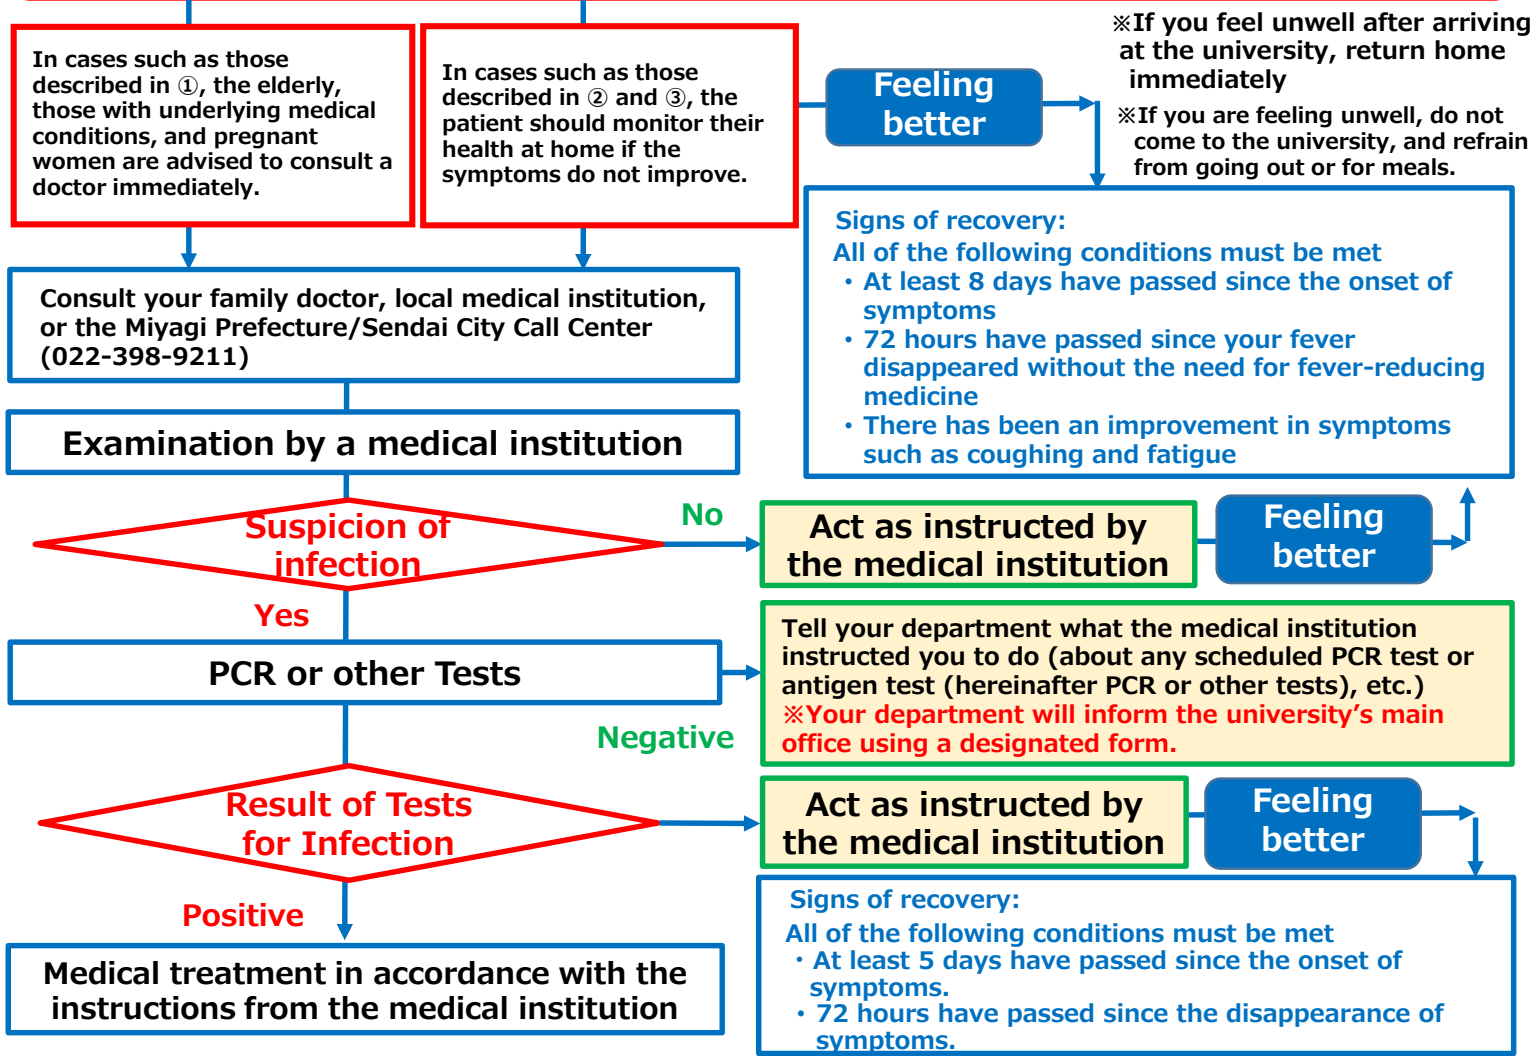 ※If you feel unwell after arriving
at the university, return home
immediately
※If you are feeling unwell, do not
come to the university, and refrain
from going out or for meals.
In cases such as those
described in ①, the elderly,
those with underlying medical
conditions, and pregnant
women are advised to consult a
doctor immediately.
In cases such as those
described in ② and ③, the
patient should monitor their
health at home if the
symptoms do not improve.
Feeling
better
Signs of recovery:
All of the following conditions must be met
・At least 8 days have passed since the onset of
symptoms
・72 hours have passed since your fever
disappeared without the need for fever-reducing
medicine
・There has been an improvement in symptoms
such as coughing and fatigue
Consult your family doctor, local medical institution,
or the Miyagi Prefecture/Sendai City Call Center
(022-398-9211)
Examination by a medical institution
Suspicion of
infection
No
Act as instructed by
the medical institution
Feeling
better
Yes
PCR or other Tests
Tell your department what the medical institution
instructed you to do (about any scheduled PCR test or
antigen test (hereinafter PCR or other tests), etc.)
※Your department will inform the university’s main
office using a designated form.
Negative
Result of Tests
for Infection
Act as instructed by
the medical institution
Feeling
better
Positive
Medical treatment in accordance with the
instructions from the medical institution
Signs of recovery:
All of the following conditions must be met
・At least 5 days have passed since the onset of
symptoms.
・72 hours have passed since the disappearance of
symptoms.